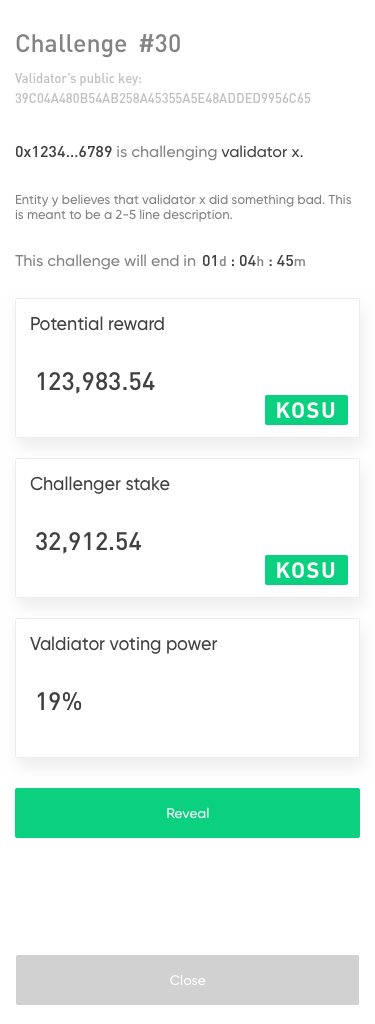 Challenge #30
Validator's public key:
39C04A480B54AB258A45355A5E48ADDED9956C65
0x1234...6789 is challenging validator x.
Entity y believes that validator x did something bad. This
is meant to be a 2-5 line description.
This challenge will end in 01d : 04h : 45m
Potential reward
123,983.54
KOSU
Challenger stake
32,912.54
KOSU
Valdiator voting power
19%
Reveal
Close